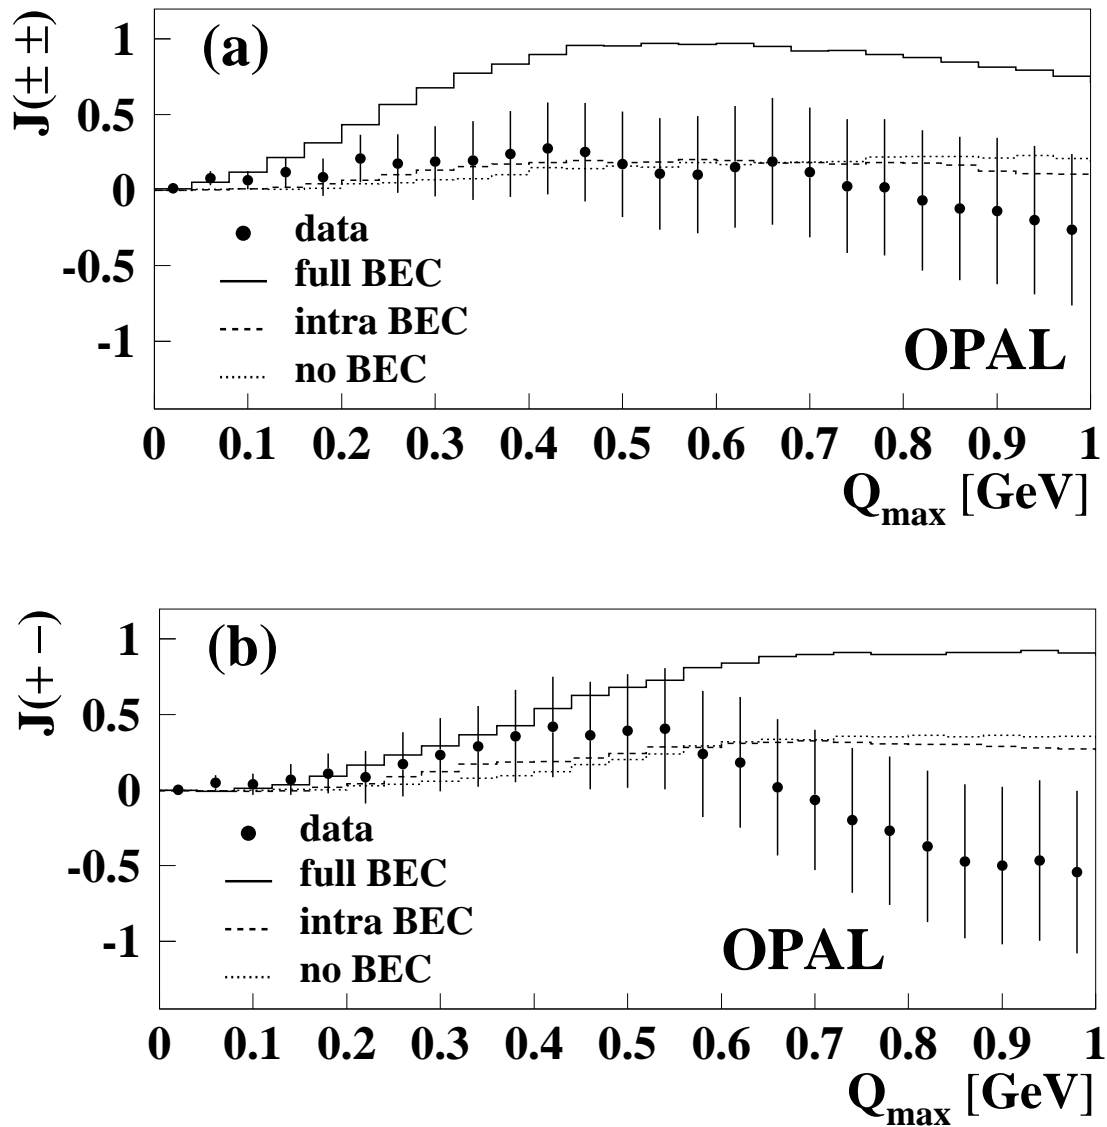 (a)
J(± ±)
1
0.5
0
-0.5
-1
data
full BEC
intra BEC
no BEC
OPAL
0 0.1 0.2 0.3 0.4 0.5 0.6 0.7 0.8 0.9 1
Qmax [GeV]
(b)
J(+ −)
1
0.5
0
-0.5
-1
data
full BEC
intra BEC
no BEC
OPAL
0 0.1 0.2 0.3 0.4 0.5 0.6 0.7 0.8 0.9 1
Qmax [GeV]